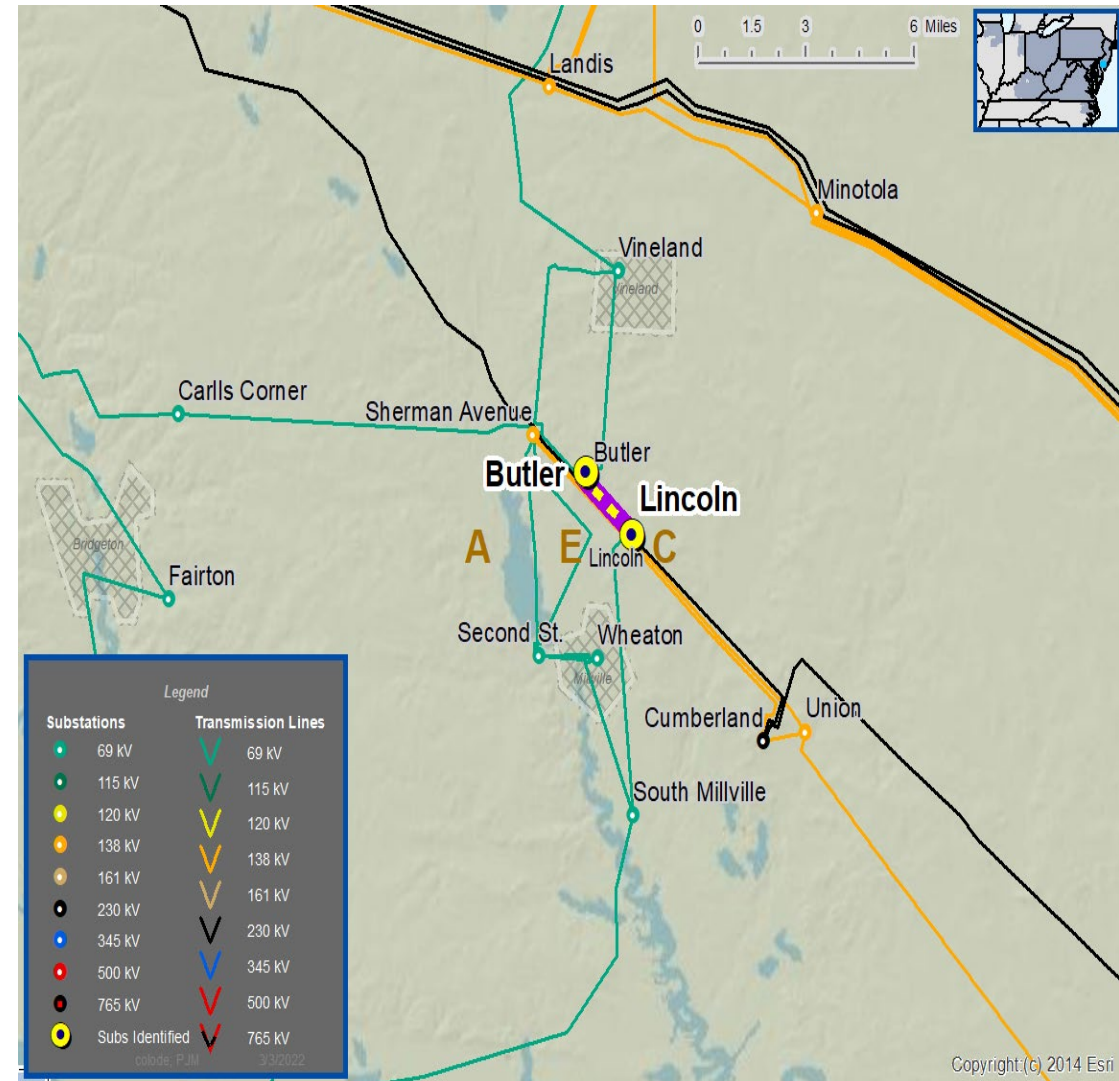 0 1.5 3 6 Miles
Landis
Minotola
Vineland
Vineland
Carlls Corner
Sherman Avenue
Butler
Butler
Lincoln
A E C
Lincoln
Bridgeton
Fairton
Second St.
Wheaton
Millville
Cumberland
Union
South Millville
Legend
Substations
69 kV
115 kV
120 kV
138 kV
161 kV
230 kV
345 kV
500 kV
765 kV
Subs Identified
Transmission Lines
69 kV
115 kV
120 kV
138 kV
161 kV
230 kV
345 kV
500 kV
765 kV
colode, PJM 3/3/2022
Copyright:(c) 2014 Esri